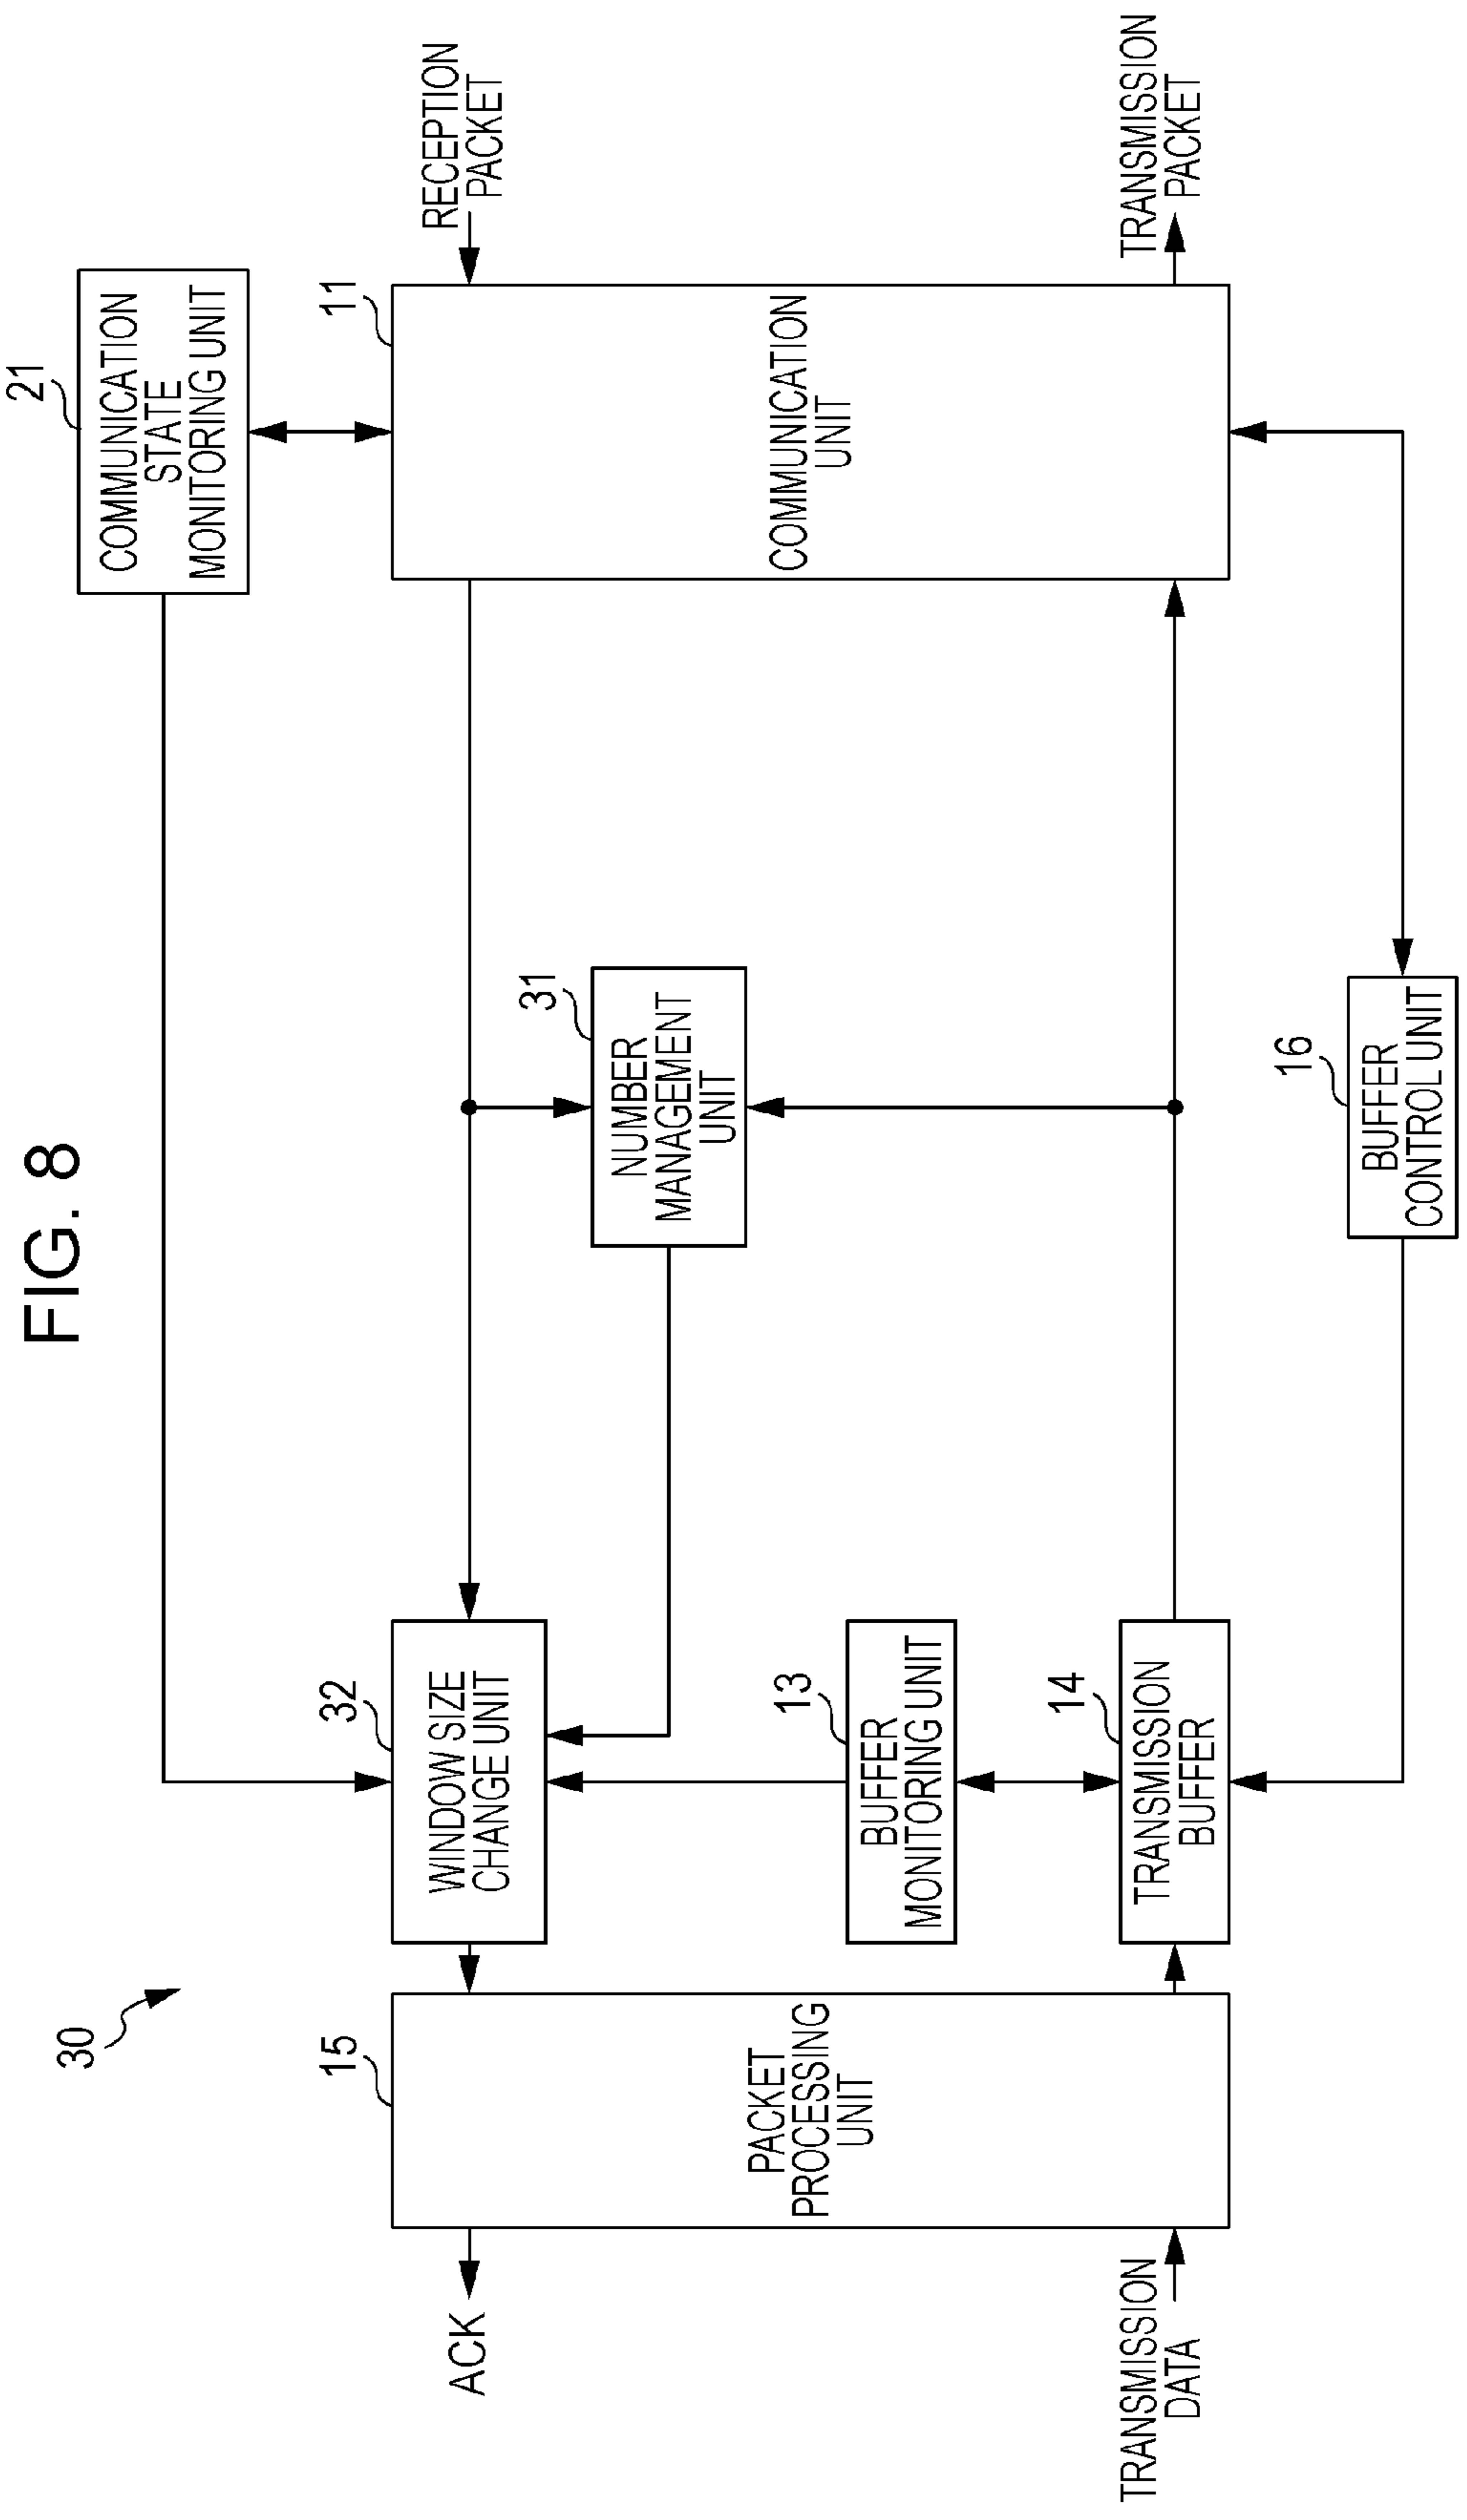 FIG. 8
30
21
COMMUNICATION
STATE
MONITORING UNIT
15
32
11
ACK
PACKET
PROCESSING
UNIT
WINDOW SIZE
CHANGE UNIT
31
NUMBER
MANAGEMENT
UNIT
COMMUNICATION
UNIT
RECEPTION
PACKET
13
BUFFER
MONITORING UNIT
14
TRANSMISSION
BUFFER
TRANSMISSION
DATA
TRANSMISSION
PACKET
16
BUFFER
CONTROL UNIT